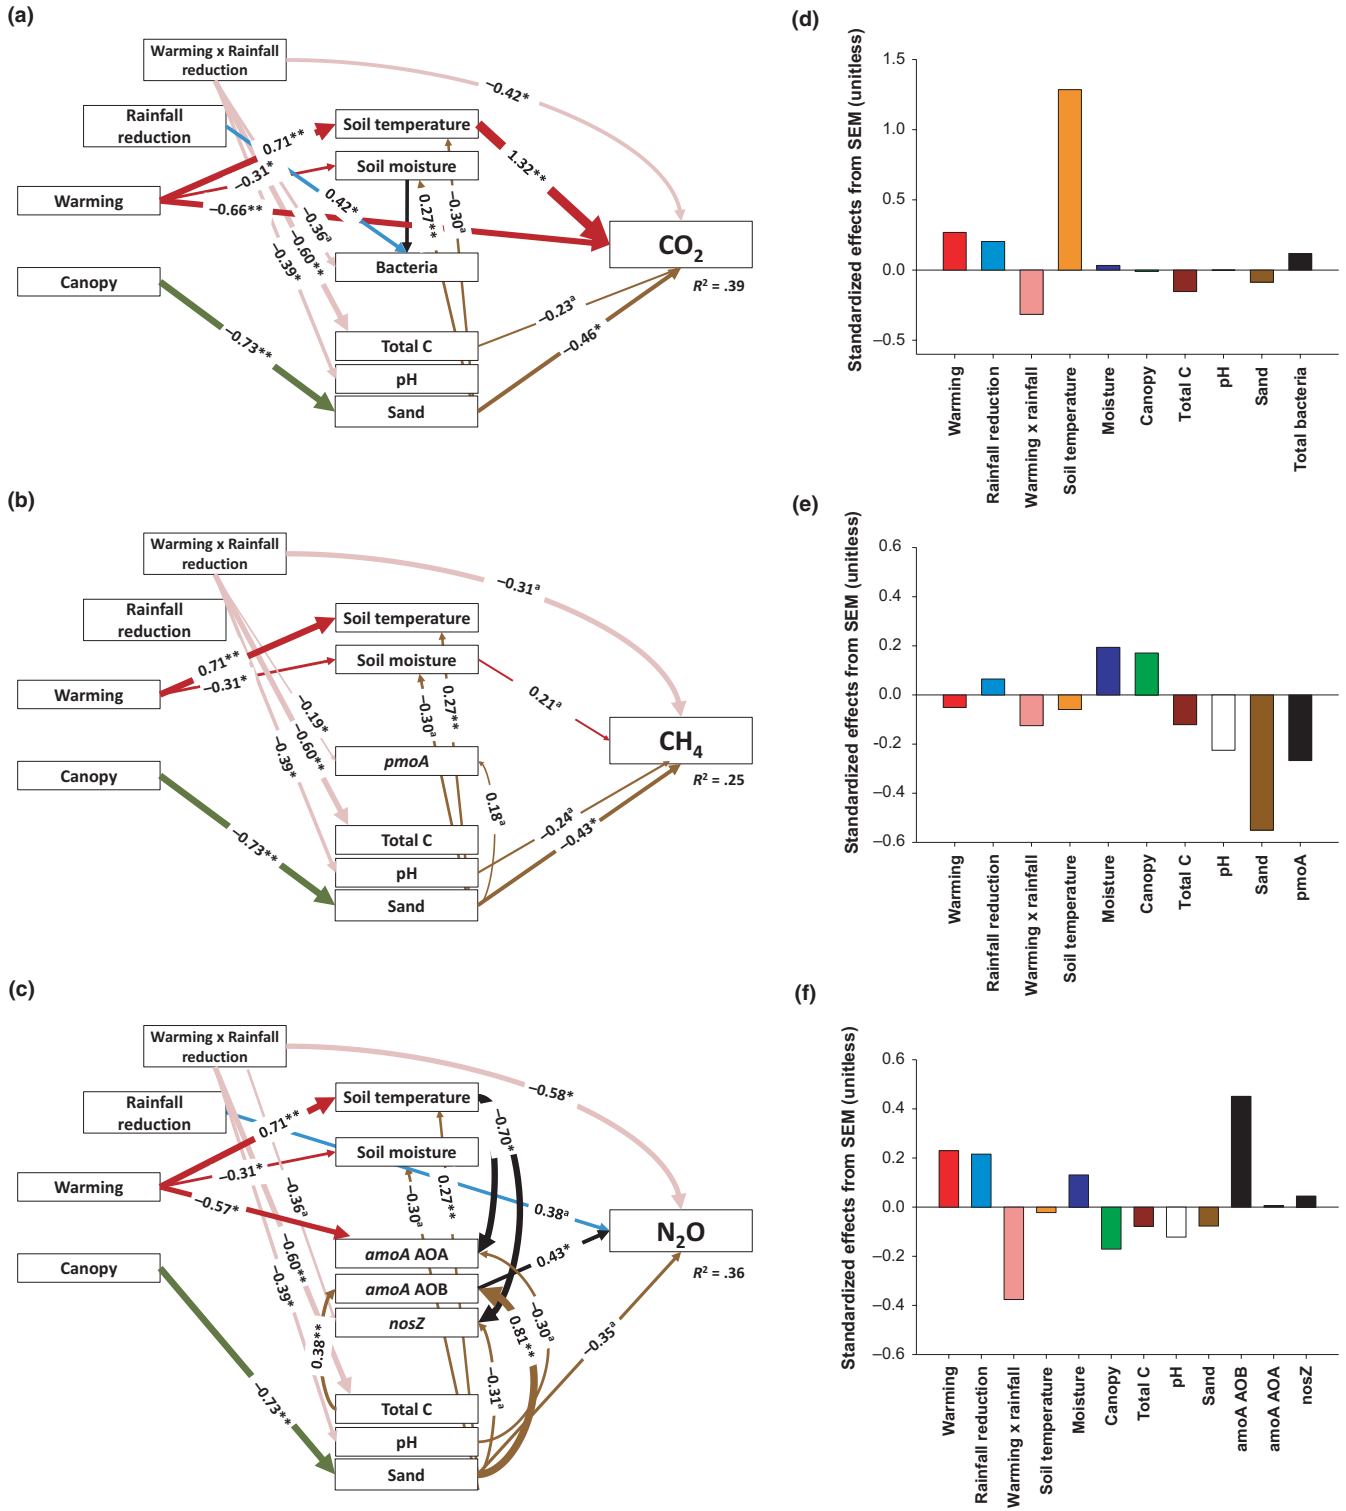 (a)
Warming x Rainfall
reduction
Rainfall
reduction
Warming
Canopy
Soil temperature
Soil moisture
Bacteria
Total C
pH
Sand
CO2
R2 = .39
−0.42*
0.71**
−0.31*
−0.66**
1.32**
0.42*
−0.36a
−0.60**
−0.39*
0.27**
−0.30a
−0.73**
−0.23a
−0.46*
(d)
Standardized effects from SEM (unitless)
1.5
1.0
0.5
0.0
−0.5
Warming
Rainfall reduction
Warming x rainfall
Soil temperature
Moisture
Canopy
Total C
pH
Sand
Total bacteria
(b)
Warming x Rainfall
reduction
Rainfall
reduction
Warming
Canopy
Soil temperature
Soil moisture
pmoA
Total C
pH
Sand
CH4
R2 = .25
−0.31a
0.71**
−0.31*
0.21a
−0.19*
−0.60**
−0.39*
−0.30a
0.27**
0.18a
−0.73**
−0.24a
−0.43*
(e)
Standardized effects from SEM (unitless)
0.6
0.4
0.2
0.0
−0.2
−0.4
−0.6
Warming
Rainfall reduction
Warming x rainfall
Soil temperature
Moisture
Canopy
Total C
pH
Sand
pmoA
(c)
Warming x Rainfall
reduction
Rainfall
reduction
Warming
Canopy
Soil temperature
Soil moisture
amoA AOA
amoA AOB
nosZ
Total C
pH
Sand
N2O
R2 = .36
−0.58*
0.71**
−0.31*
−0.57*
−0.70*
0.38a
0.43*
−0.36a
−0.60**
−0.39*
−0.30a
0.27**
0.38**
0.81**
−0.30a
−0.31a
−0.35a
−0.73**
(f)
Standardized effects from SEM (unitless)
0.6
0.4
0.2
0.0
−0.2
−0.4
−0.6
Warming
Rainfall reduction
Warming x rainfall
Soil temperature
Moisture
Canopy
Total C
pH
Sand
amoA AOB
amoA AOA
nosZ